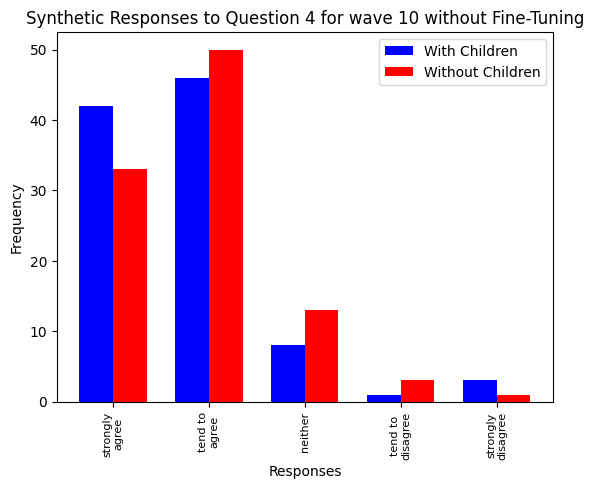 Synthetic Responses to Question 4 for wave 10 without Fine-Tuning
With Children
Without Children
Frequency
50
40
30
20
10
0
strongly
agree
tend to
agree
neither
tend to
disagree
strongly
disagree
Responses